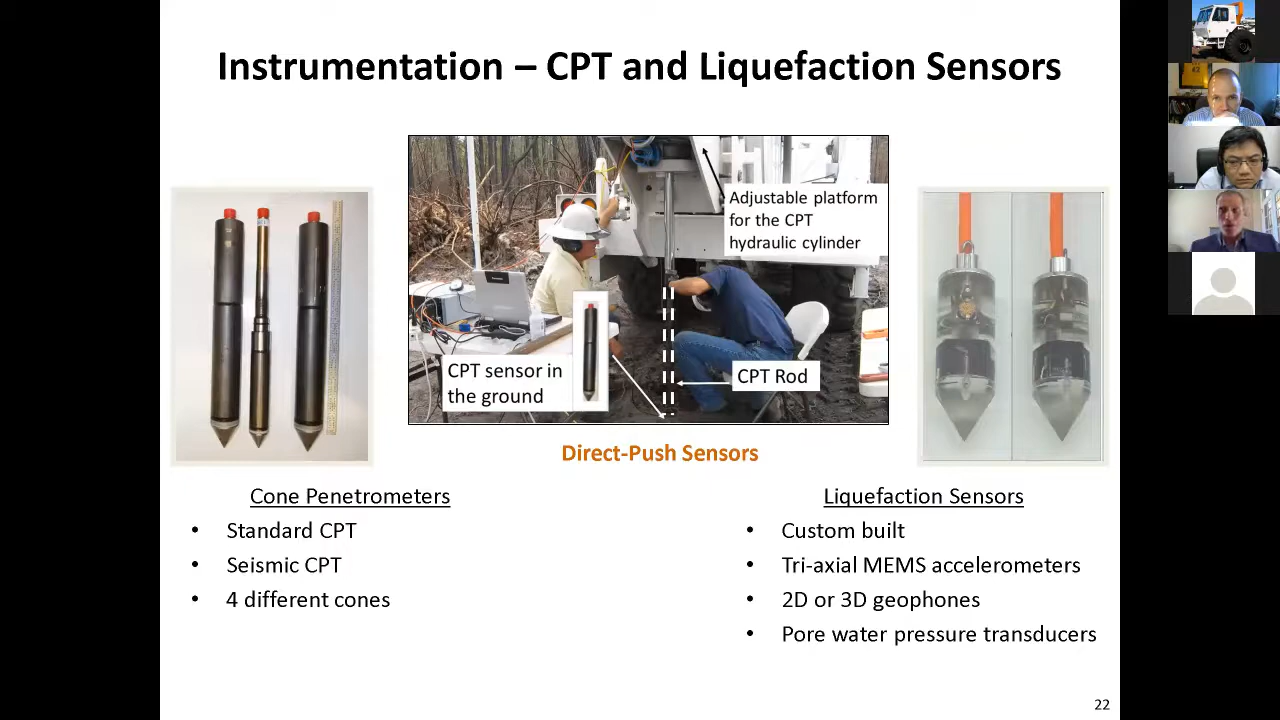 Instrumentation – CPT and Liquefaction Sensors
Adjustable platform
for the CPT
hydraulic cylinder
CPT sensor in
the ground
CPT Rod
Direct-Push Sensors
Cone Penetrometers
• Standard CPT
• Seismic CPT
• 4 different cones
Liquefaction Sensors
• Custom built
• Tri-axial MEMS accelerometers
• 2D or 3D geophones
• Pore water pressure transducers
22